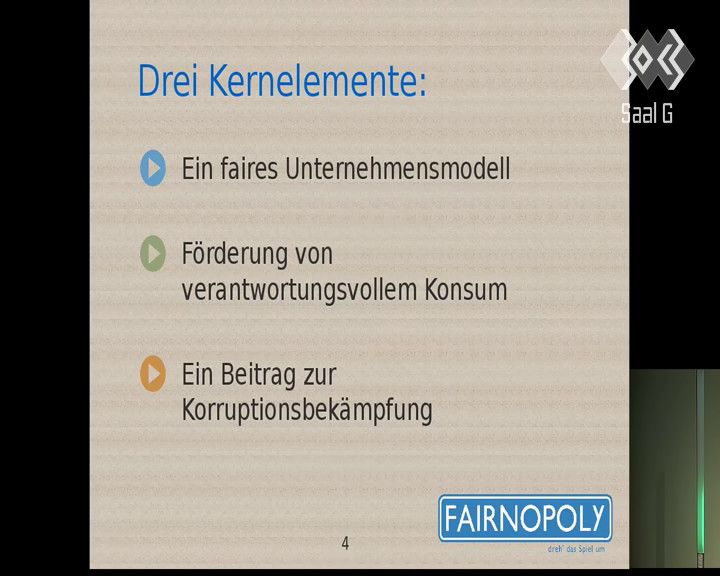 Drei Kernelemente:
Saal G
Ein faires Unternehmensmodell
Förderung von
verantwortungsvollem Konsum
Ein Beitrag zur
Korruptionsbekämpfung
FAIRNOPOLY
dreh' das Spiel um
4